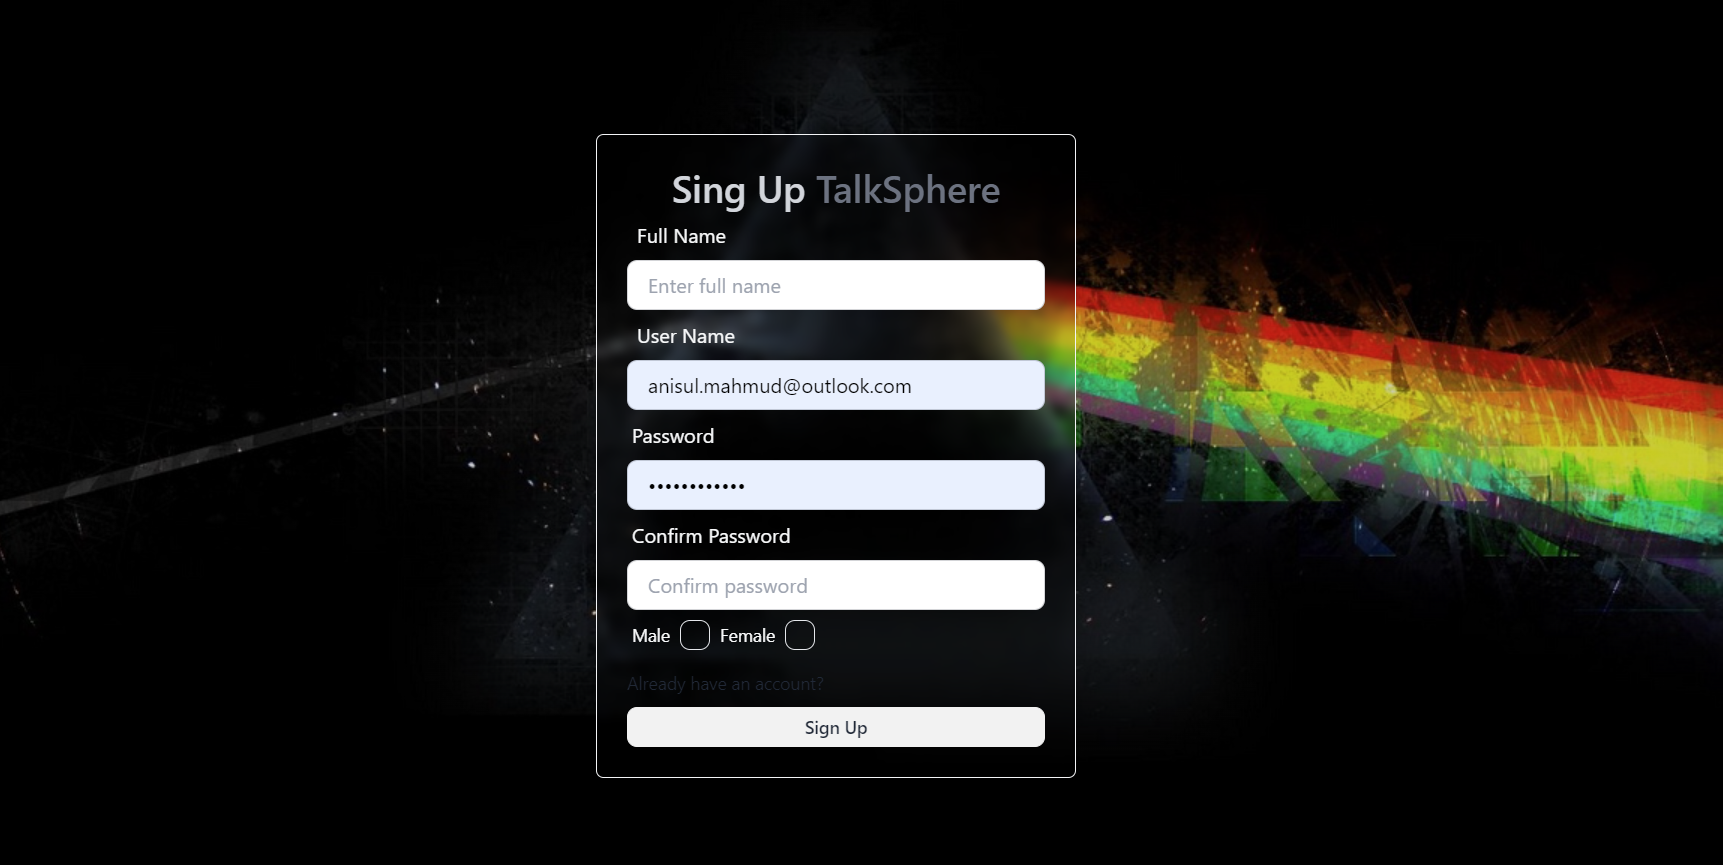 Sing Up TalkSphere
Full Name
Enter full name
User Name
anisul.mahmud@outlook.com
Password
••••••••••••
Confirm Password
Confirm password
Male Female
Already have an account?
Sign Up